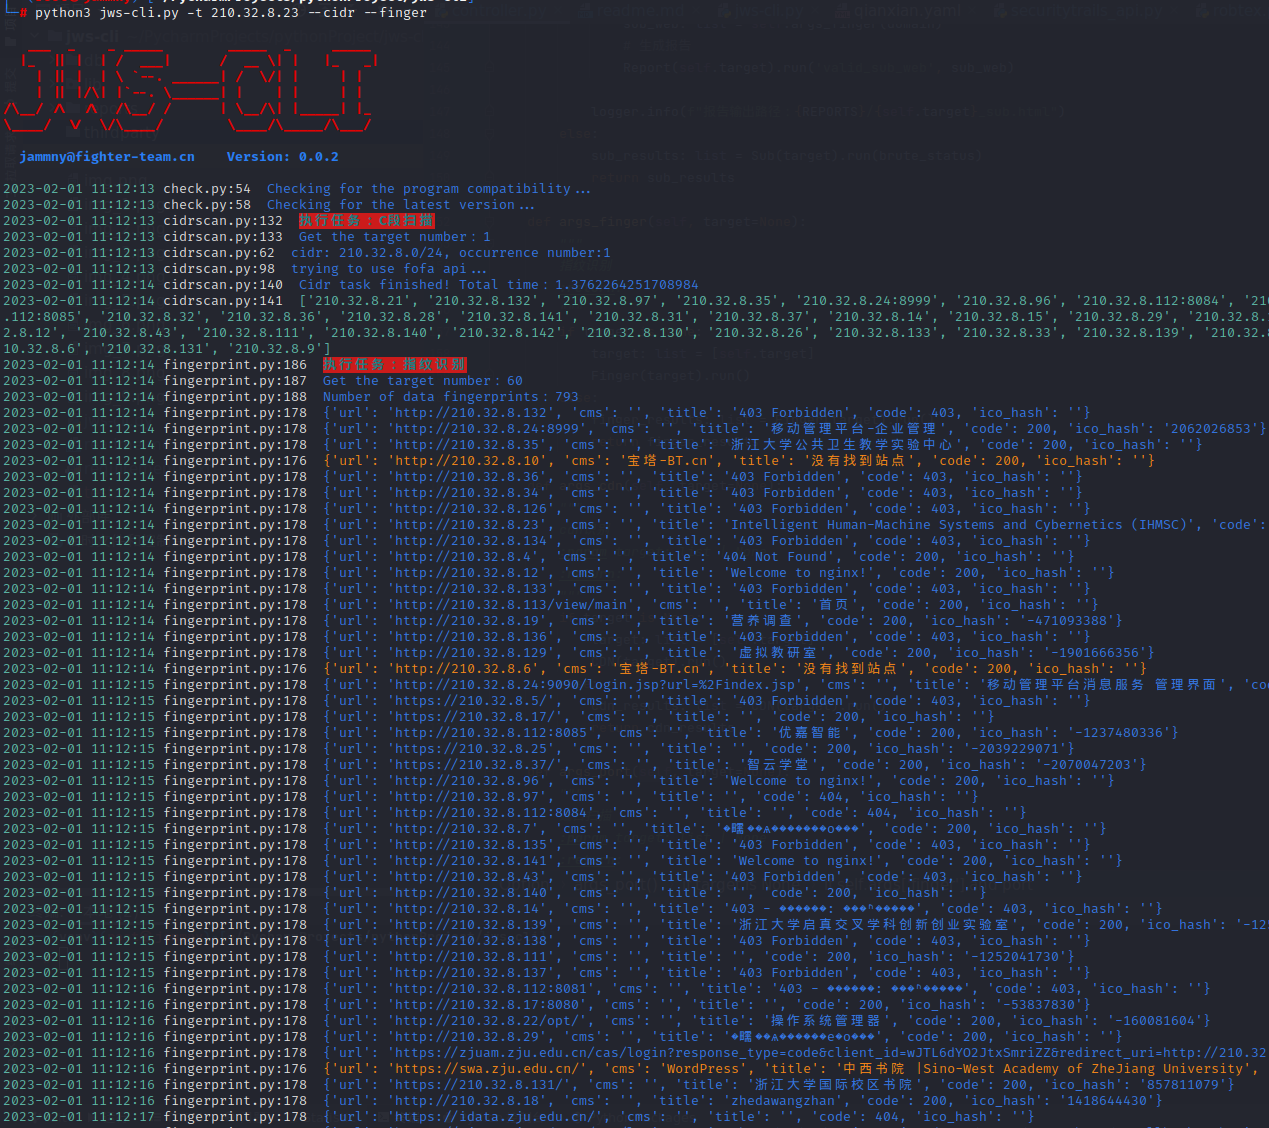 └─# python3 jws-cli.py -t 210.32.8.23 --cidr --finger
jammny@fighter-team.cn    Version: 0.0.2
2023-02-01 11:12:13 check.py:54  Checking for the program compatibility...
2023-02-01 11:12:13 check.py:58  Checking for the latest version...
2023-02-01 11:12:13 cidrscan.py:132  执行任务：C段扫描
2023-02-01 11:12:13 cidrscan.py:133  Get the target number：1
2023-02-01 11:12:13 cidrscan.py:62  cidr: 210.32.8.0/24, occurrence number:1
2023-02-01 11:12:13 cidrscan.py:98  trying to use fofa api...
2023-02-01 11:12:14 cidrscan.py:140  Cidr task finished! Total time：1.3762264251708984
2023-02-01 11:12:14 cidrscan.py:141  ['210.32.8.21', '210.32.8.132', '210.32.8.97', '210.32.8.35', '210.32.8.24:8999', '210.32.8.96', '210.32.8.112:8084', '210
.112:8085', '210.32.8.32', '210.32.8.36', '210.32.8.28', '210.32.8.141', '210.32.8.31', '210.32.8.37', '210.32.8.14', '210.32.8.15', '210.32.8.29', '210.32.8.
2.8.12', '210.32.8.43', '210.32.8.111', '210.32.8.140', '210.32.8.142', '210.32.8.130', '210.32.8.26', '210.32.8.133', '210.32.8.33', '210.32.8.139', '210.32.8
10.32.8.6', '210.32.8.131', '210.32.8.9']
2023-02-01 11:12:14 fingerprint.py:186  执行任务：指纹识别
2023-02-01 11:12:14 fingerprint.py:187  Get the target number：60
2023-02-01 11:12:14 fingerprint.py:188  Number of data fingerprints：793
2023-02-01 11:12:14 fingerprint.py:178  {'url': 'http://210.32.8.132', 'cms': '', 'title': '403 Forbidden', 'code': 403, 'ico_hash': ''}
2023-02-01 11:12:14 fingerprint.py:178  {'url': 'http://210.32.8.24:8999', 'cms': '', 'title': '移动管理平台-企业管理', 'code': 200, 'ico_hash': '2062026853'}
2023-02-01 11:12:14 fingerprint.py:178  {'url': 'http://210.32.8.35', 'cms': '', 'title': '浙江大学公共卫生教学实验中心', 'code': 200, 'ico_hash': ''}
2023-02-01 11:12:14 fingerprint.py:176  {'url': 'http://210.32.8.10', 'cms': '宝塔-BT.cn', 'title': '没有找到站点', 'code': 200, 'ico_hash': ''}
2023-02-01 11:12:14 fingerprint.py:178  {'url': 'http://210.32.8.36', 'cms': '', 'title': '403 Forbidden', 'code': 403, 'ico_hash': ''}
2023-02-01 11:12:14 fingerprint.py:178  {'url': 'http://210.32.8.34', 'cms': '', 'title': '403 Forbidden', 'code': 403, 'ico_hash': ''}
2023-02-01 11:12:14 fingerprint.py:178  {'url': 'http://210.32.8.126', 'cms': '', 'title': '403 Forbidden', 'code': 403, 'ico_hash': ''}
2023-02-01 11:12:14 fingerprint.py:178  {'url': 'http://210.32.8.23', 'cms': '', 'title': 'Intelligent Human-Machine Systems and Cybernetics (IHMSC)', 'code':
2023-02-01 11:12:14 fingerprint.py:178  {'url': 'http://210.32.8.134', 'cms': '', 'title': '403 Forbidden', 'code': 403, 'ico_hash': ''}
2023-02-01 11:12:14 fingerprint.py:178  {'url': 'http://210.32.8.4', 'cms': '', 'title': '404 Not Found', 'code': 200, 'ico_hash': ''}
2023-02-01 11:12:14 fingerprint.py:178  {'url': 'http://210.32.8.12', 'cms': '', 'title': 'Welcome to nginx!', 'code': 200, 'ico_hash': ''}
2023-02-01 11:12:14 fingerprint.py:178  {'url': 'http://210.32.8.133', 'cms': '', 'title': '403 Forbidden', 'code': 403, 'ico_hash': ''}
2023-02-01 11:12:14 fingerprint.py:178  {'url': 'http://210.32.8.113/view/main', 'cms': '', 'title': '首页', 'code': 200, 'ico_hash': ''}
2023-02-01 11:12:14 fingerprint.py:178  {'url': 'http://210.32.8.19', 'cms': '', 'title': '营养调查', 'code': 200, 'ico_hash': '-471093388'}
2023-02-01 11:12:14 fingerprint.py:178  {'url': 'http://210.32.8.136', 'cms': '', 'title': '403 Forbidden', 'code': 403, 'ico_hash': ''}
2023-02-01 11:12:14 fingerprint.py:178  {'url': 'http://210.32.8.129', 'cms': '', 'title': '虚拟教研室', 'code': 200, 'ico_hash': '-1901666356'}
2023-02-01 11:12:14 fingerprint.py:176  {'url': 'http://210.32.8.6', 'cms': '宝塔-BT.cn', 'title': '没有找到站点', 'code': 200, 'ico_hash': ''}
2023-02-01 11:12:15 fingerprint.py:178  {'url': 'http://210.32.8.24:9090/login.jsp?url=%2Findex.jsp', 'cms': '', 'title': '移动管理平台消息服务 管理界面', 'cod
2023-02-01 11:12:15 fingerprint.py:178  {'url': 'https://210.32.8.5/', 'cms': '', 'title': '403 Forbidden', 'code': 403, 'ico_hash': ''}
2023-02-01 11:12:15 fingerprint.py:178  {'url': 'https://210.32.8.17/', 'cms': '', 'title': '', 'code': 200, 'ico_hash': ''}
2023-02-01 11:12:15 fingerprint.py:178  {'url': 'http://210.32.8.112:8085', 'cms': '', 'title': '优嘉智能', 'code': 200, 'ico_hash': '-1237480336'}
2023-02-01 11:12:15 fingerprint.py:178  {'url': 'https://210.32.8.25', 'cms': '', 'title': '', 'code': 200, 'ico_hash': '-2039229071'}
2023-02-01 11:12:15 fingerprint.py:178  {'url': 'https://210.32.8.37/', 'cms': '', 'title': '智云学堂', 'code': 200, 'ico_hash': '-2070047203'}
2023-02-01 11:12:15 fingerprint.py:178  {'url': 'http://210.32.8.96', 'cms': '', 'title': 'Welcome to nginx!', 'code': 200, 'ico_hash': ''}
2023-02-01 11:12:15 fingerprint.py:178  {'url': 'http://210.32.8.97', 'cms': '', 'title': '', 'code': 404, 'ico_hash': ''}
2023-02-01 11:12:15 fingerprint.py:178  {'url': 'http://210.32.8.112:8084', 'cms': '', 'title': '', 'code': 404, 'ico_hash': ''}
2023-02-01 11:12:15 fingerprint.py:178  {'url': 'http://210.32.8.7', 'cms': '', 'title': '', 'code': 200, 'ico_hash': ''}
2023-02-01 11:12:15 fingerprint.py:178  {'url': 'http://210.32.8.135', 'cms': '', 'title': '403 Forbidden', 'code': 403, 'ico_hash': ''}
2023-02-01 11:12:15 fingerprint.py:178  {'url': 'http://210.32.8.141', 'cms': '', 'title': 'Welcome to nginx!', 'code': 200, 'ico_hash': ''}
2023-02-01 11:12:15 fingerprint.py:178  {'url': 'http://210.32.8.43', 'cms': '', 'title': '403 Forbidden', 'code': 403, 'ico_hash': ''}
2023-02-01 11:12:15 fingerprint.py:178  {'url': 'http://210.32.8.140', 'cms': '', 'title': '', 'code': 200, 'ico_hash': ''}
2023-02-01 11:12:15 fingerprint.py:178  {'url': 'http://210.32.8.14', 'cms': '', 'title': '403 - ', 'code': 403, 'ico_hash': ''}
2023-02-01 11:12:15 fingerprint.py:178  {'url': 'http://210.32.8.139', 'cms': '', 'title': '浙江大学启真交叉学科创新创业实验室', 'code': 200, 'ico_hash': '-125
2023-02-01 11:12:15 fingerprint.py:178  {'url': 'http://210.32.8.138', 'cms': '', 'title': '403 Forbidden', 'code': 403, 'ico_hash': ''}
2023-02-01 11:12:15 fingerprint.py:178  {'url': 'http://210.32.8.111', 'cms': '', 'title': '', 'code': 200, 'ico_hash': '-1252041730'}
2023-02-01 11:12:15 fingerprint.py:178  {'url': 'http://210.32.8.137', 'cms': '', 'title': '403 Forbidden', 'code': 403, 'ico_hash': ''}
2023-02-01 11:12:16 fingerprint.py:178  {'url': 'http://210.32.8.112:8081', 'cms': '', 'title': '403 - ', 'code': 403, 'ico_hash': ''}
2023-02-01 11:12:16 fingerprint.py:178  {'url': 'http://210.32.8.17:8080', 'cms': '', 'title': '', 'code': 200, 'ico_hash': '-53837830'}
2023-02-01 11:12:16 fingerprint.py:178  {'url': 'http://210.32.8.22/opt/', 'cms': '', 'title': '操作系统管理器', 'code': 200, 'ico_hash': '-160081604'}
2023-02-01 11:12:16 fingerprint.py:178  {'url': 'http://210.32.8.29', 'cms': '', 'title': '', 'code': 200, 'ico_hash': ''}
2023-02-01 11:12:16 fingerprint.py:178  {'url': 'https://zjuam.zju.edu.cn/cas/login?response_type=code&client_id=wJTL6dYO2JtxSmriZZ&redirect_uri=http://210.32
2023-02-01 11:12:16 fingerprint.py:176  {'url': 'https://swa.zju.edu.cn/', 'cms': 'WordPress', 'title': '中西书院 |Sino-West Academy of ZheJiang University',
2023-02-01 11:12:16 fingerprint.py:178  {'url': 'https://210.32.8.131/', 'cms': '', 'title': '浙江大学国际校区书院', 'code': 200, 'ico_hash': '857811079'}
2023-02-01 11:12:16 fingerprint.py:178  {'url': 'http://210.32.8.18', 'cms': '', 'title': 'zhedawangzhan', 'code': 200, 'ico_hash': '1418644430'}
2023-02-01 11:12:17 fingerprint.py:178  {'url': 'https://idata.zju.edu.cn/', 'cms': '', 'title': '', 'code': 404, 'ico_hash': ''}